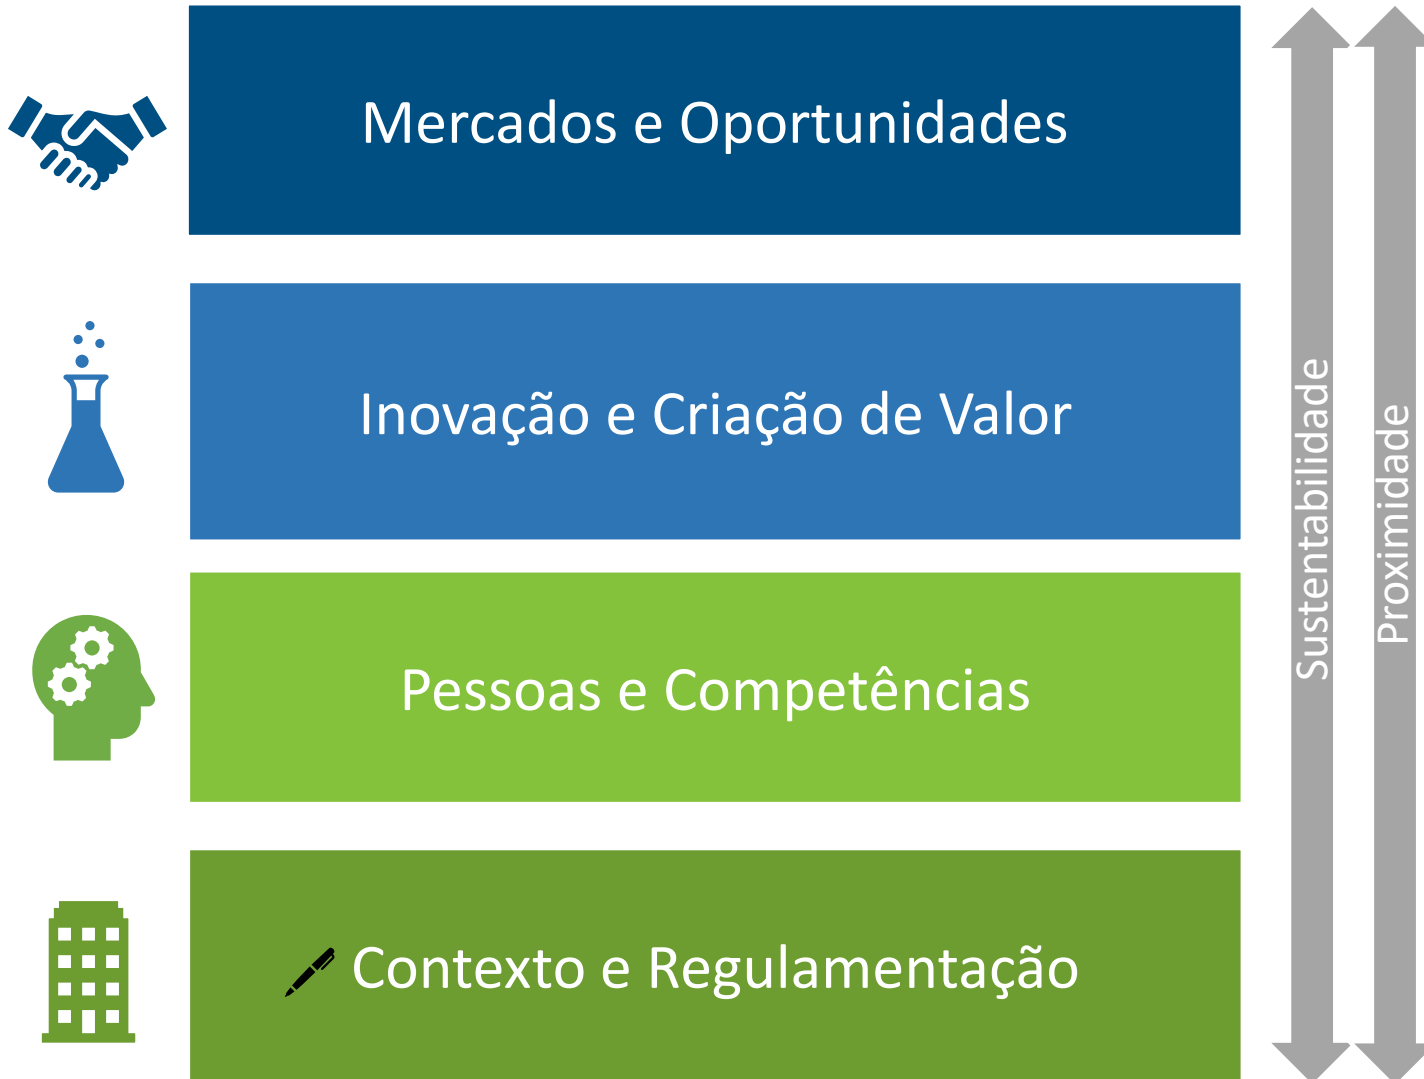 Mercados e Oportunidades
Inovação e Criação de Valor
Pessoas e Competências
Contexto e Regulamentação
Sustentabilidade
Proximidade